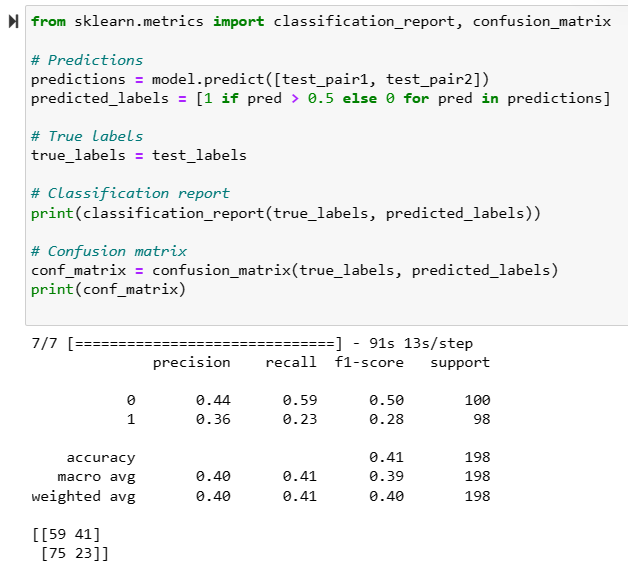 from sklearn.metrics import classification_report, confusion_matrix
# Predictions
predictions = model.predict([test_pair1, test_pair2])
predicted_labels = [1 if pred > 0.5 else 0 for pred in predictions]
# True labels
true_labels = test_labels
# Classification report
print(classification_report(true_labels, predicted_labels))
# Confusion matrix
conf_matrix = confusion_matrix(true_labels, predicted_labels)
print(conf_matrix)
7/7 [==============================] - 91s 13s/step
precision recall f1-score support
0 0.44 0.59 0.50 100
1 0.36 0.23 0.28 98
accuracy 0.41 198
macro avg 0.40 0.41 0.39 198
weighted avg 0.40 0.41 0.40 198
[[59 41]
[75 23]]